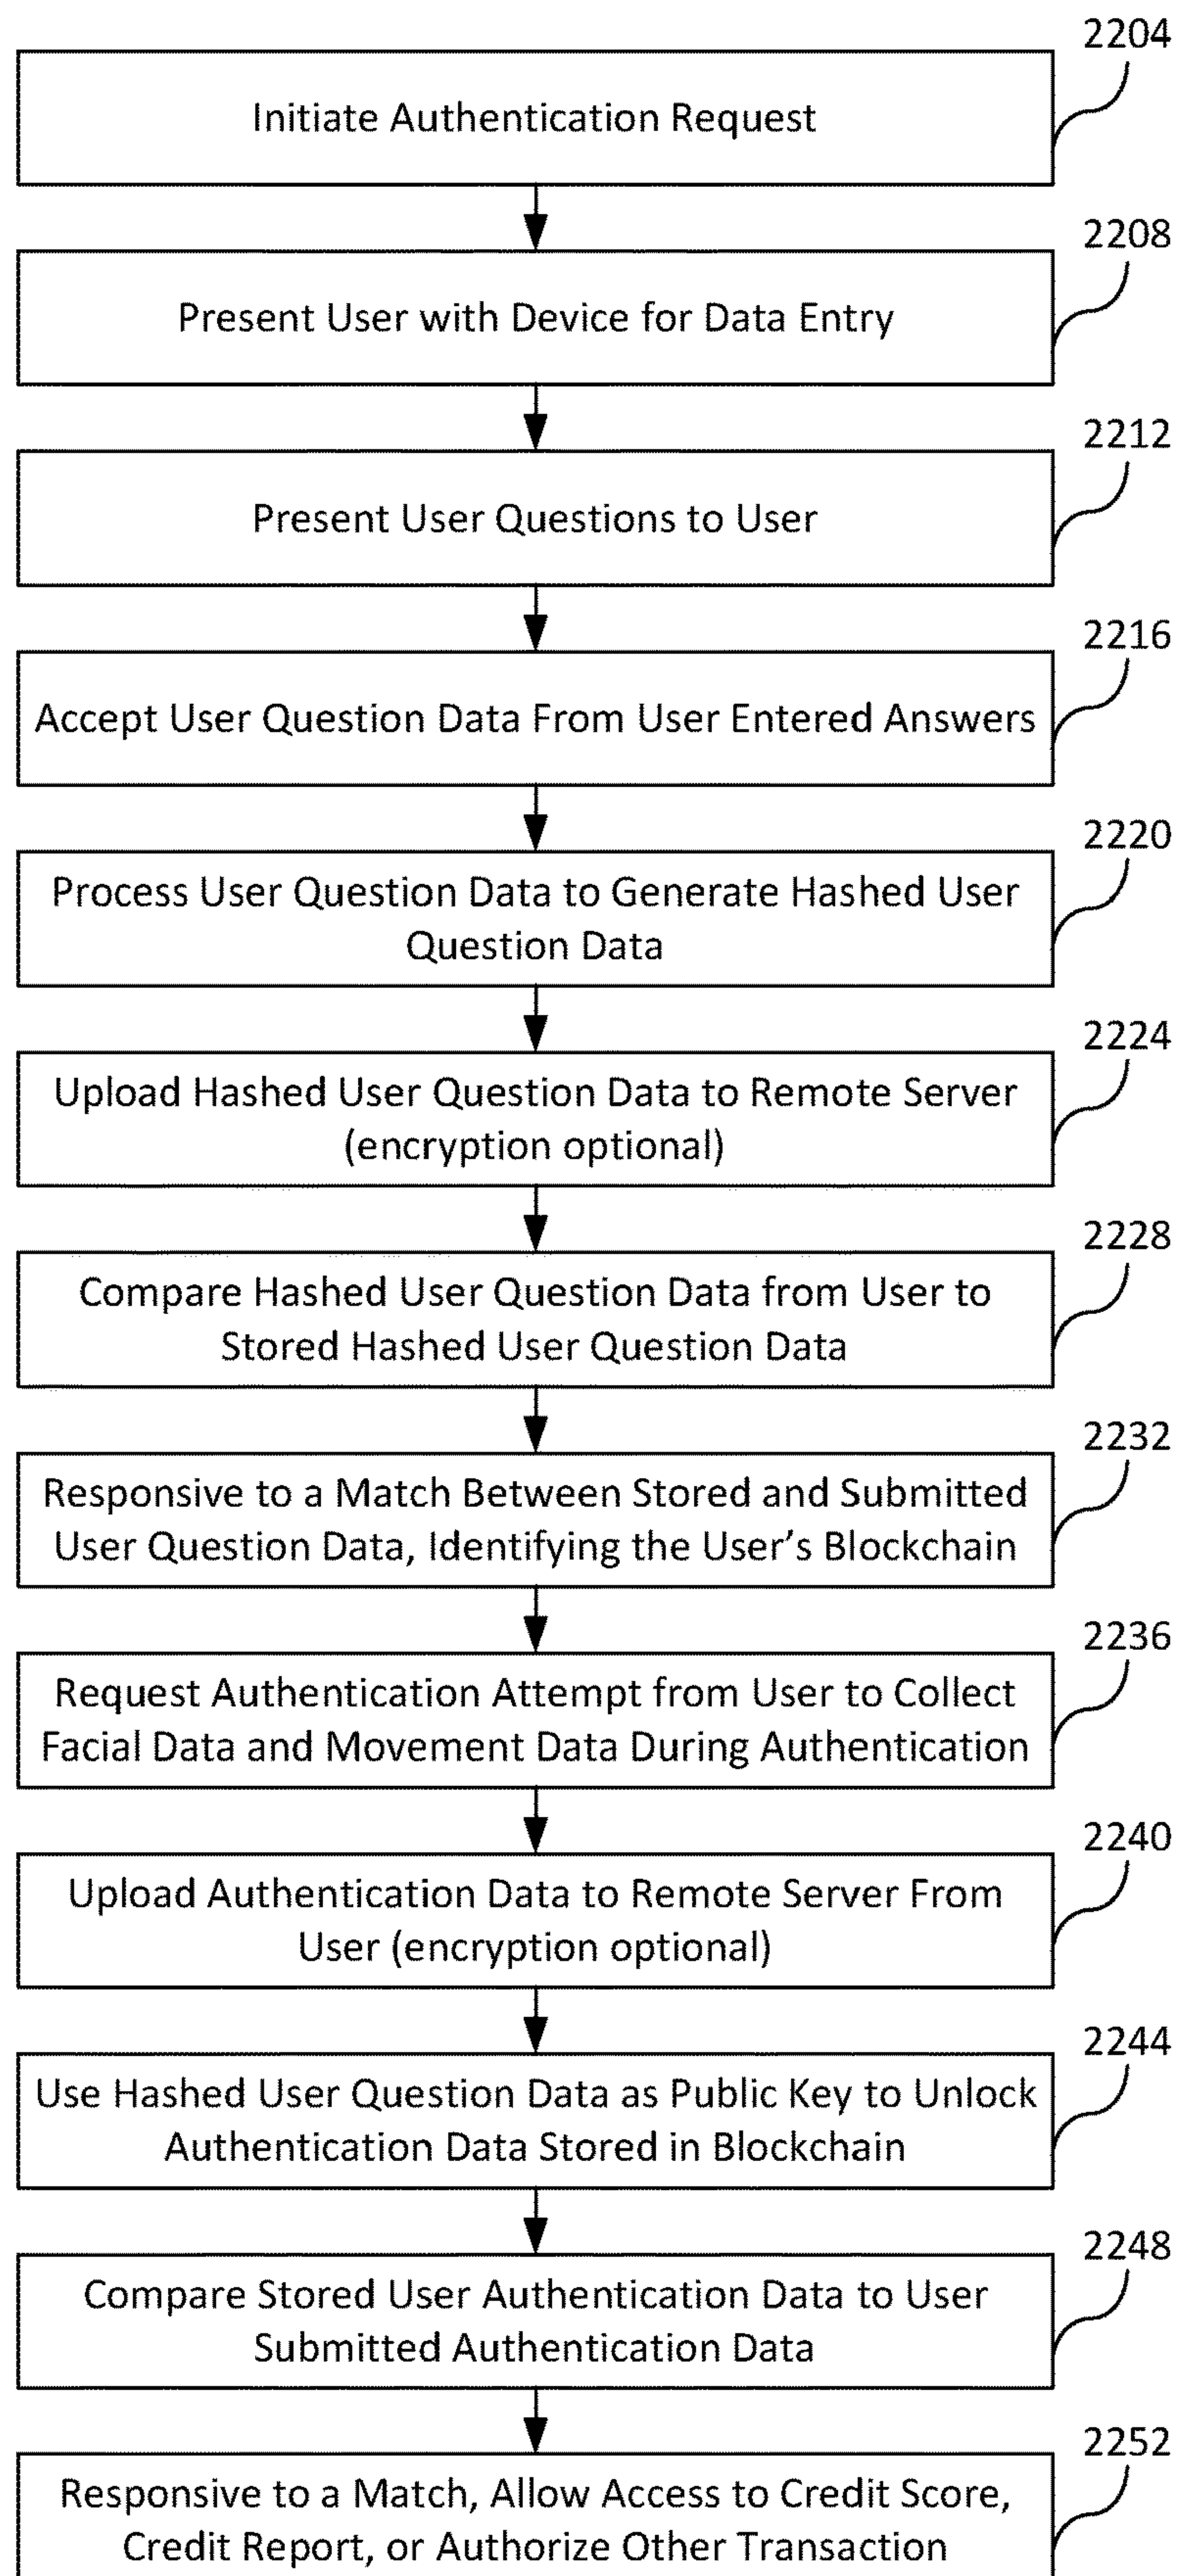 2204
Initiate Authentication Request
2208
Present User with Device for Data Entry
2212
Present User Questions to User
2216
Accept User Question Data From User Entered Answers
2220
Process User Question Data to Generate Hashed User
Question Data
2224
Upload Hashed User Question Data to Remote Server
(encryption optional)
2228
Compare Hashed User Question Data from User to
Stored Hashed User Question Data
2232
Responsive to a Match Between Stored and Submitted
User Question Data, Identifying the User's Blockchain
2236
Request Authentication Attempt from User to Collect
Facial Data and Movement Data During Authentication
2240
Upload Authentication Data to Remote Server From
User (encryption optional)
2244
Use Hashed User Question Data as Public Key to Unlock
Authentication Data Stored in Blockchain
2248
Compare Stored User Authentication Data to User
Submitted Authentication Data
2252
Responsive to a Match, Allow Access to Credit Score,
Credit Report, or Authorize Other Transaction